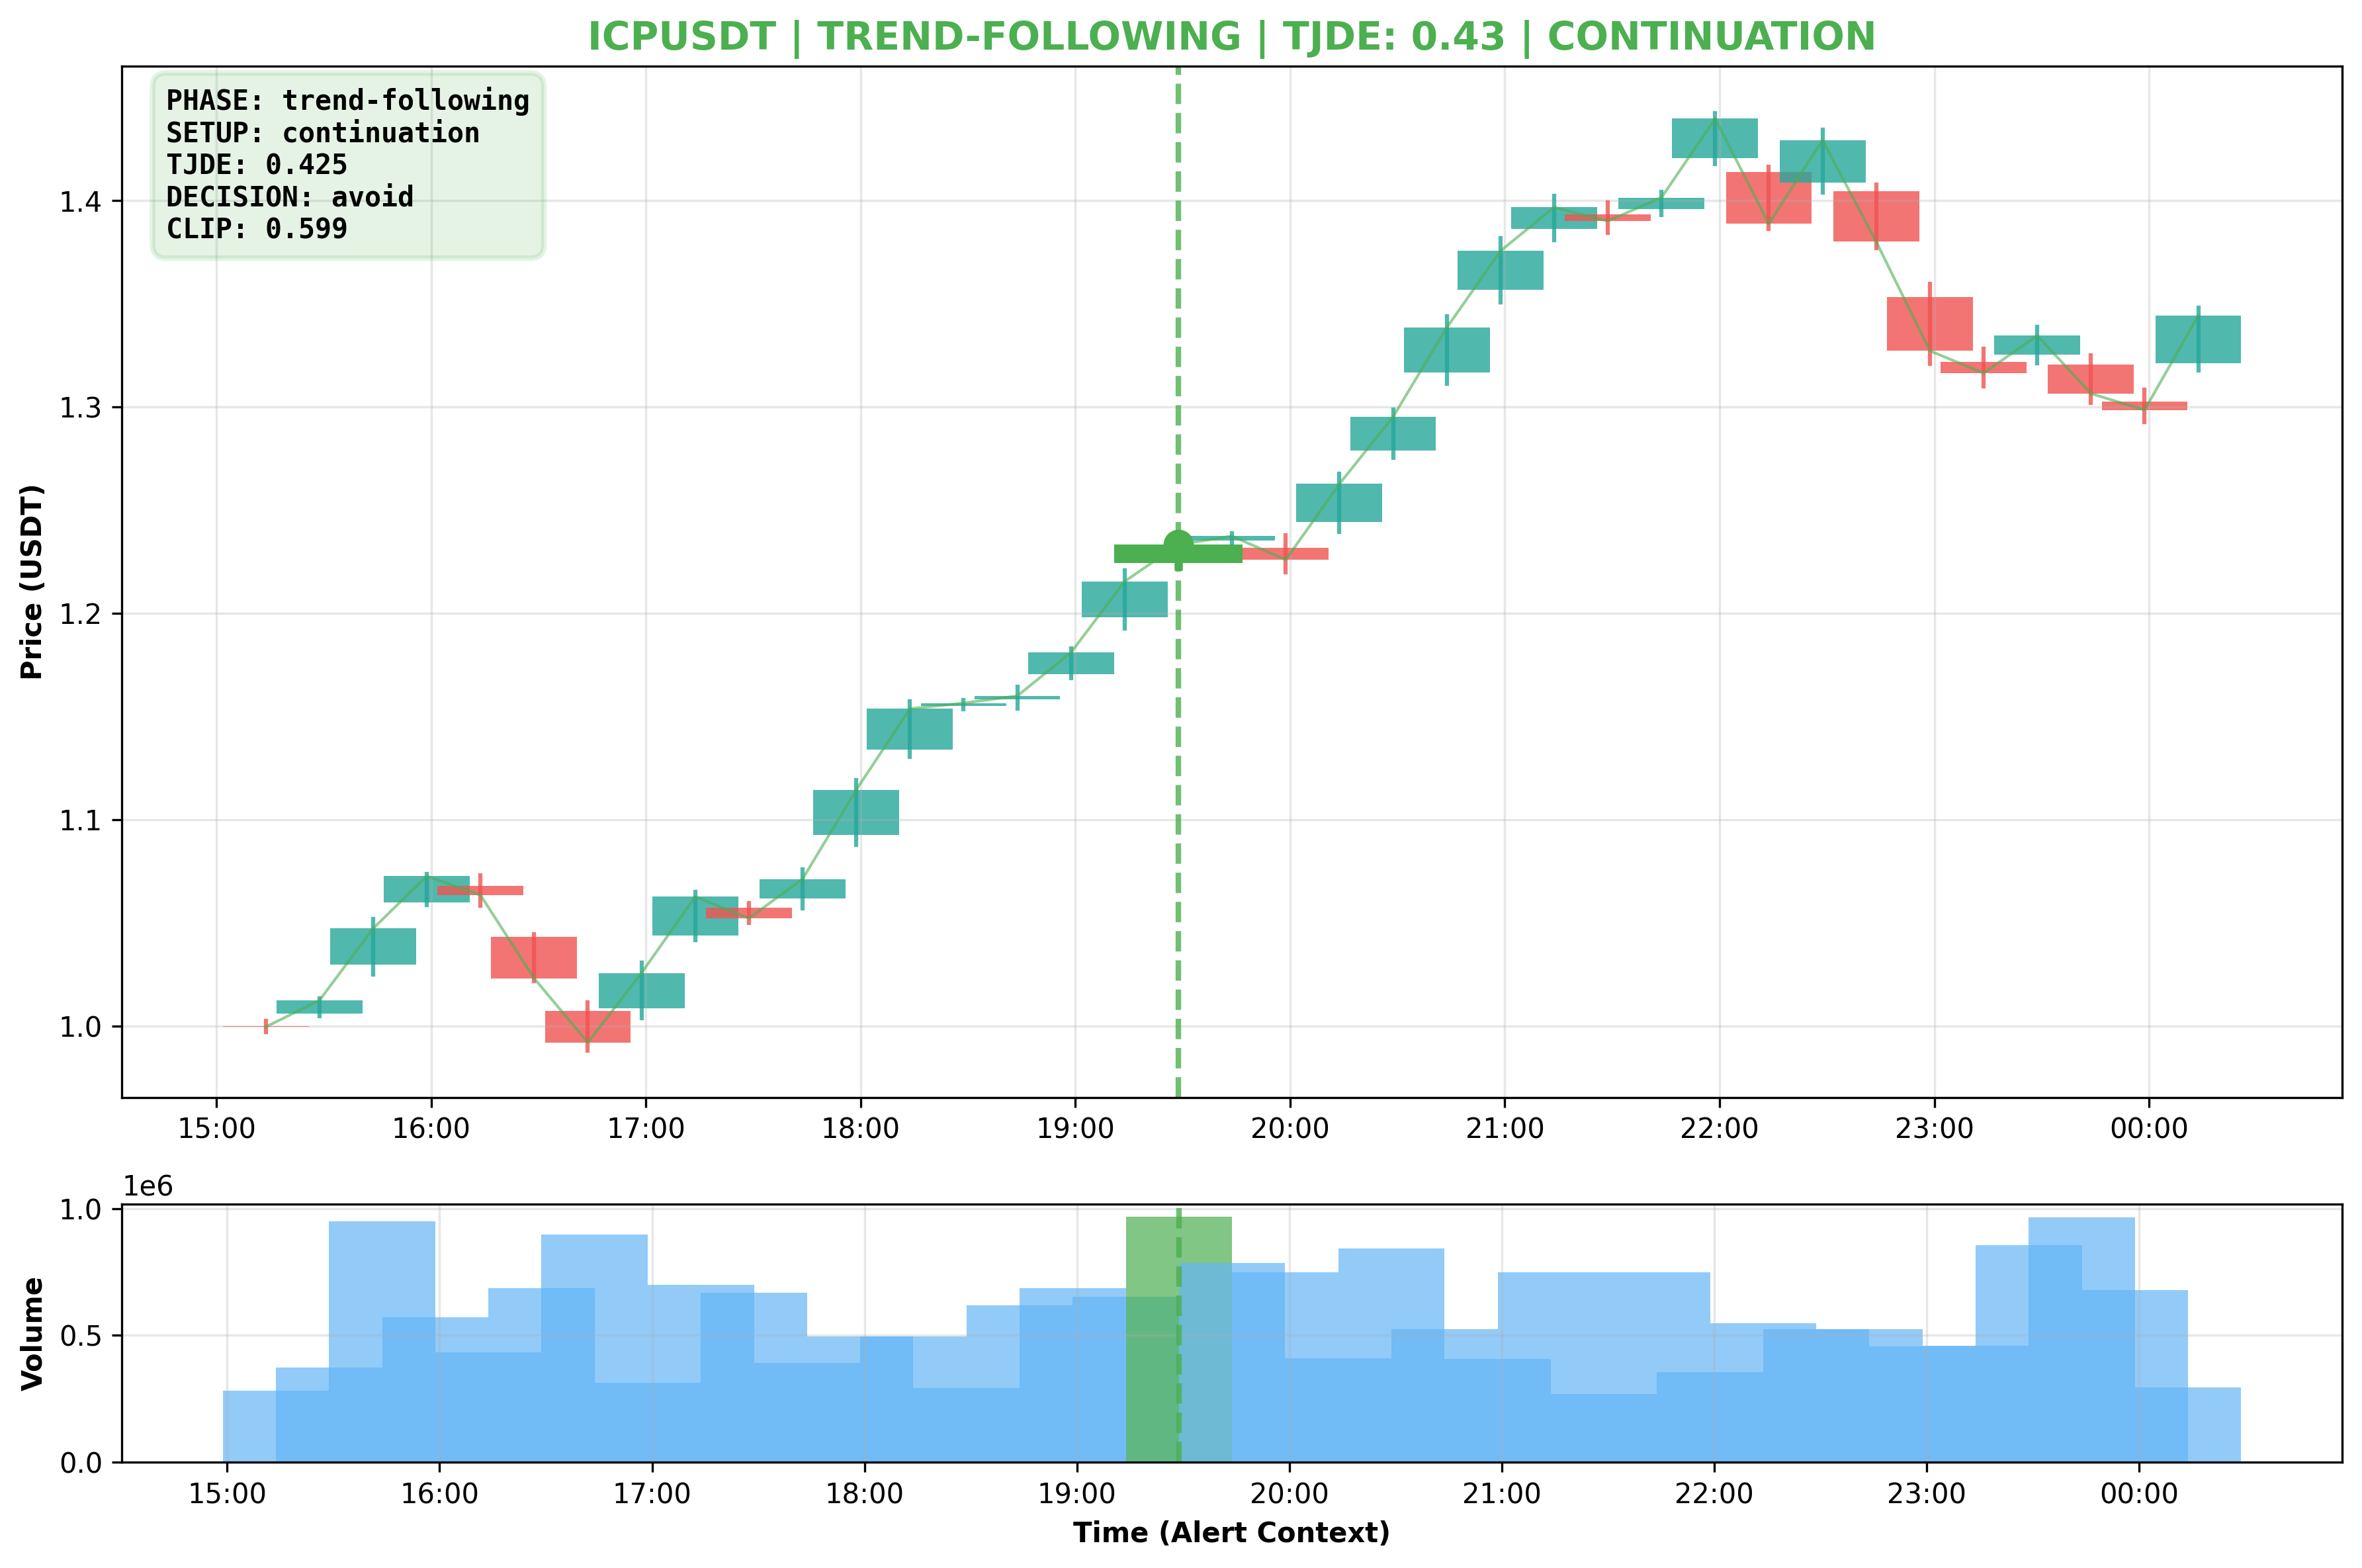 ICPUSDT | TREND-FOLLOWING | TJDE: 0.43 | CONTINUATION
PHASE: trend-following
SETUP: continuation
TJDE: 0.425
DECISION: avoid
CLIP: 0.599
Price (USDT)
1.4
1.3
1.2
1.1
1.0
15:00 16:00 17:00 18:00 19:00 20:00 21:00 22:00 23:00 00:00
1e6
Volume
1.0
0.5
0.0
15:00 16:00 17:00 18:00 19:00 20:00 21:00 22:00 23:00 00:00
Time (Alert Context)